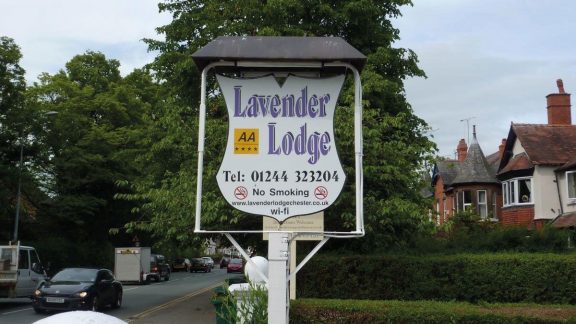 Lavender
AA
Lodge
Tel: 01244 323204
No Smoking
www.lavenderlodgechester.co.uk
wi-fi